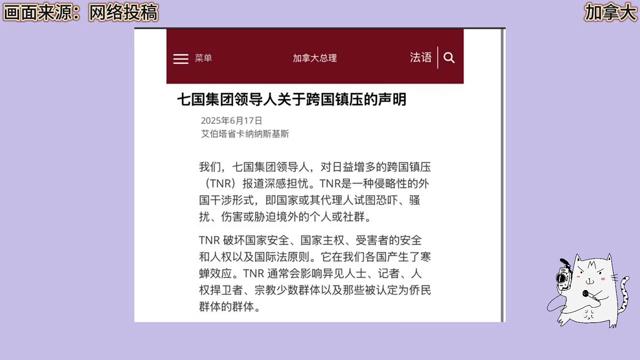 画面来源：网络投稿
加拿大
菜单
加拿大总理
法语
七国集团领导人关于跨国镇压的声明
2025年6月17日
艾伯塔省卡纳纳斯基斯
我们，七国集团领导人，对日益增多的跨国镇压
（TNR）报道深感担忧。TNR是一种侵略性的外
国干涉形式，即国家或其代理人试图恐吓、骚
扰、伤害或胁迫境外的个人或社群。
TNR 破坏国家安全、国家主权、受害者的安全
和人权以及国际法原则。它在我们各国产生了寒
蝉效应。TNR 通常会影响异见人士、记者、人
权捍卫者、宗教少数群体以及那些被认定为侨民
群体的群体。